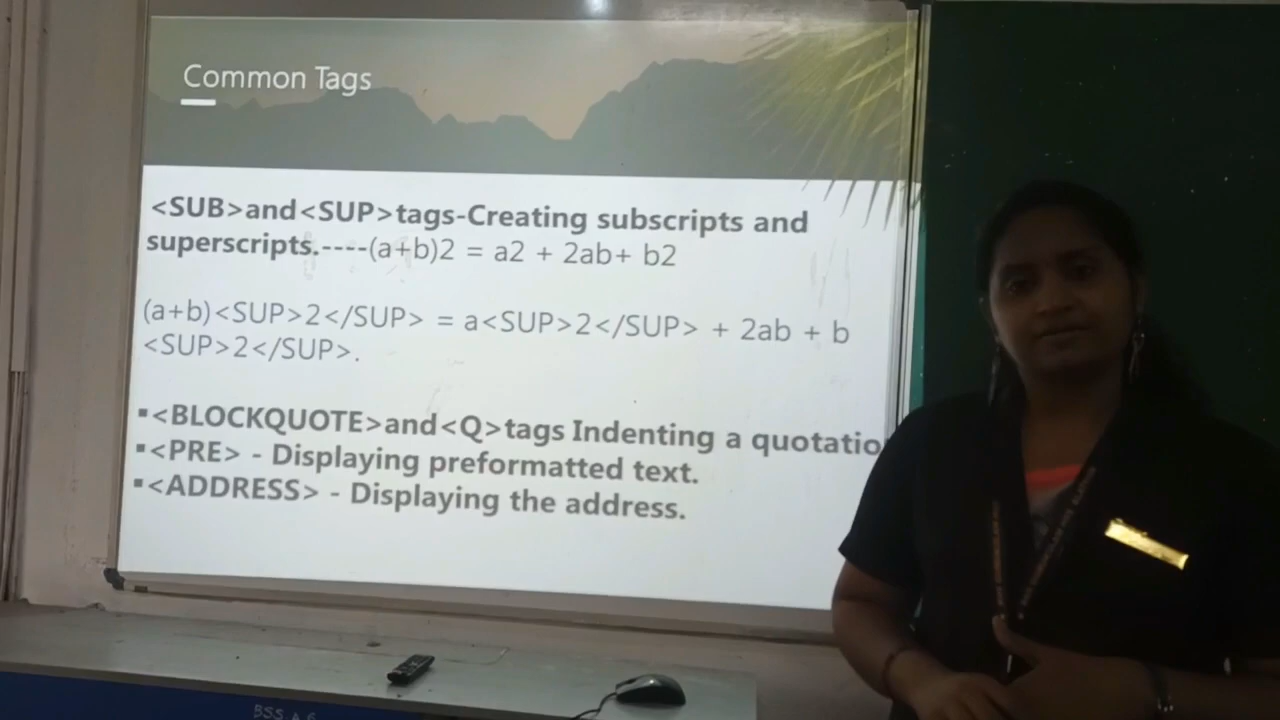 Common Tags
<SUB>and<SUP>tags-Creating subscripts and
superscripts.----(a+b)2 = a2 + 2ab+ b2
(a+b)<SUP>2</SUP> = a<SUP>2</SUP> + 2ab + b
<SUP>2</SUP>.
▪<BLOCKQUOTE>and<Q>tags Indenting a quotatio
▪<PRE> - Displaying preformatted text.
▪<ADDRESS> - Displaying the address.